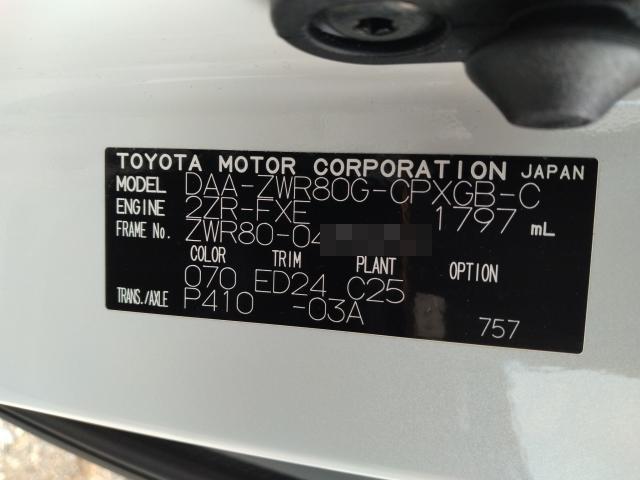 TOYOTA MOTOR CORPORATION JAPAN
MODEL DAA-ZWR80G-CPXGB-C
ENGINE 2ZR-FXE 1797 mL
FRAME No. ZWR80-04
COLOR TRIM PLANT OPTION
070 ED24 C25
TRANS./AXLE P410 -03A
757